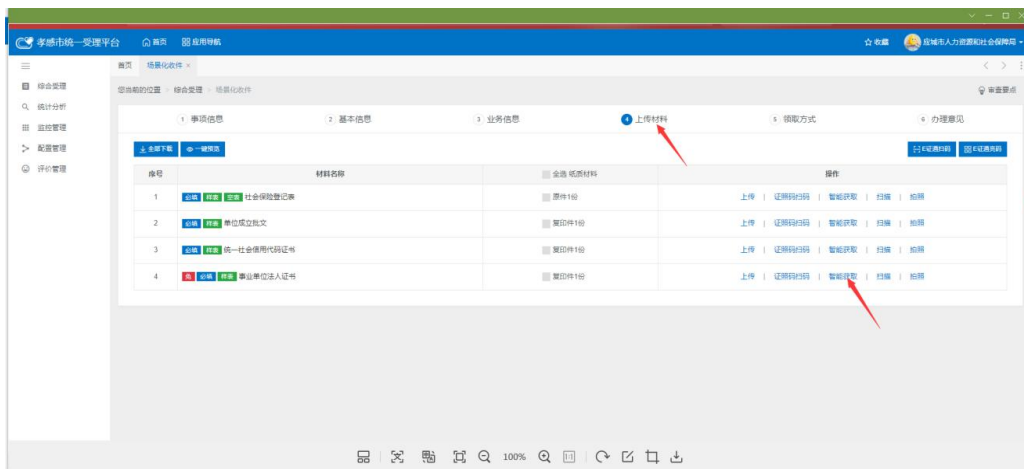 孝感市统一受理平台 首页 应用导航 收藏 应城市人力资源和社会保障局
首页 场景化收件 ×
综合受理
统计分析
监控管理
配置管理
评价管理
您当前的位置 > 综合受理 > 场景化收件 审查要点
1 事项信息 2 基本信息 3 业务信息 4 上传材料 5 领取方式 6 办理意见
全部下载 一键预览 E证通扫码 E证通亮码
序号 材料名称 全选 纸质材料 操作
1 必填 样表 空表 社会保险登记表 原件1份 上传 | 证照码扫码 | 智能获取 | 扫描 | 拍照
2 必填 样表 单位成立批文 复印件1份 上传 | 证照码扫码 | 智能获取 | 扫描 | 拍照
3 必填 样表 统一社会信用代码证书 复印件1份 上传 | 证照码扫码 | 智能获取 | 扫描 | 拍照
4 免 必填 样表 事业单位法人证书 复印件1份 上传 | 证照码扫码 | 智能获取 | 扫描 | 拍照
100% 1:1